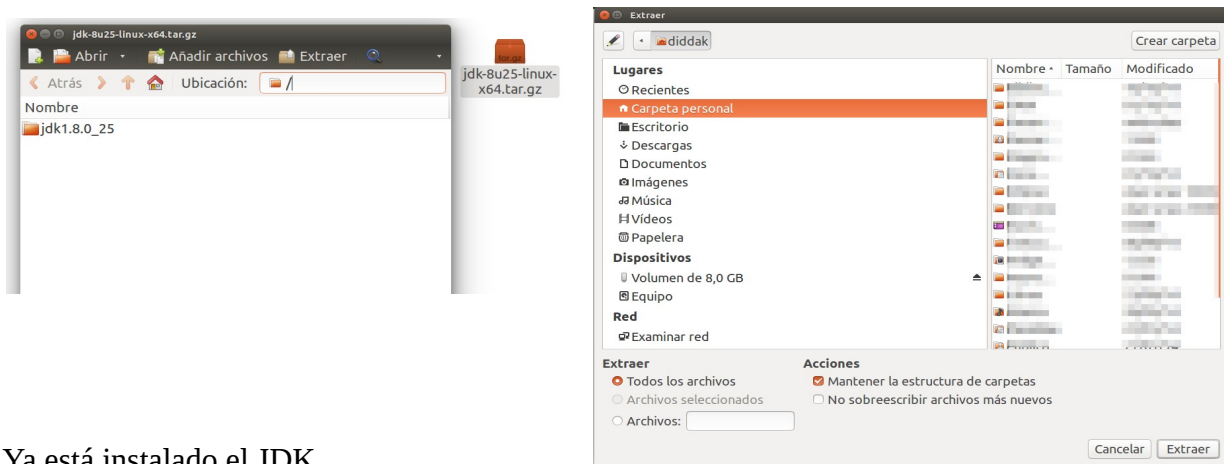 jdk-8u25-linux-x64.tar.gz
Abrir
Añadir archivos
Extraer
Atrás
Ubicación:
/
Nombre
jdk1.8.0_25
tar.gz
jdk-8u25-linux-
x64.tar.gz
Extraer
diddak
Crear carpeta
Lugares
Recientes
Carpeta personal
Escritorio
Descargas
Documentos
Imágenes
Música
Vídeos
Papelera
Dispositivos
Volumen de 8,0 GB
Equipo
Red
Examinar red
Nombre Tamaño Modificado
Extraer
Todos los archivos
Archivos seleccionados
Archivos:
Acciones
Mantener la estructura de carpetas
No sobreescribir archivos más nuevos
Cancelar Extraer
Ya está instalado el JDK